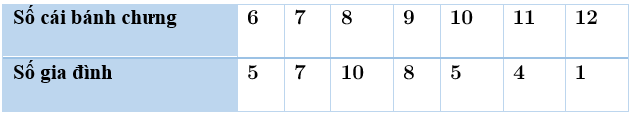 Số cái bánh chưng 6 7 8 9 10 11 12
Số gia đình 5 7 10 8 5 4 1